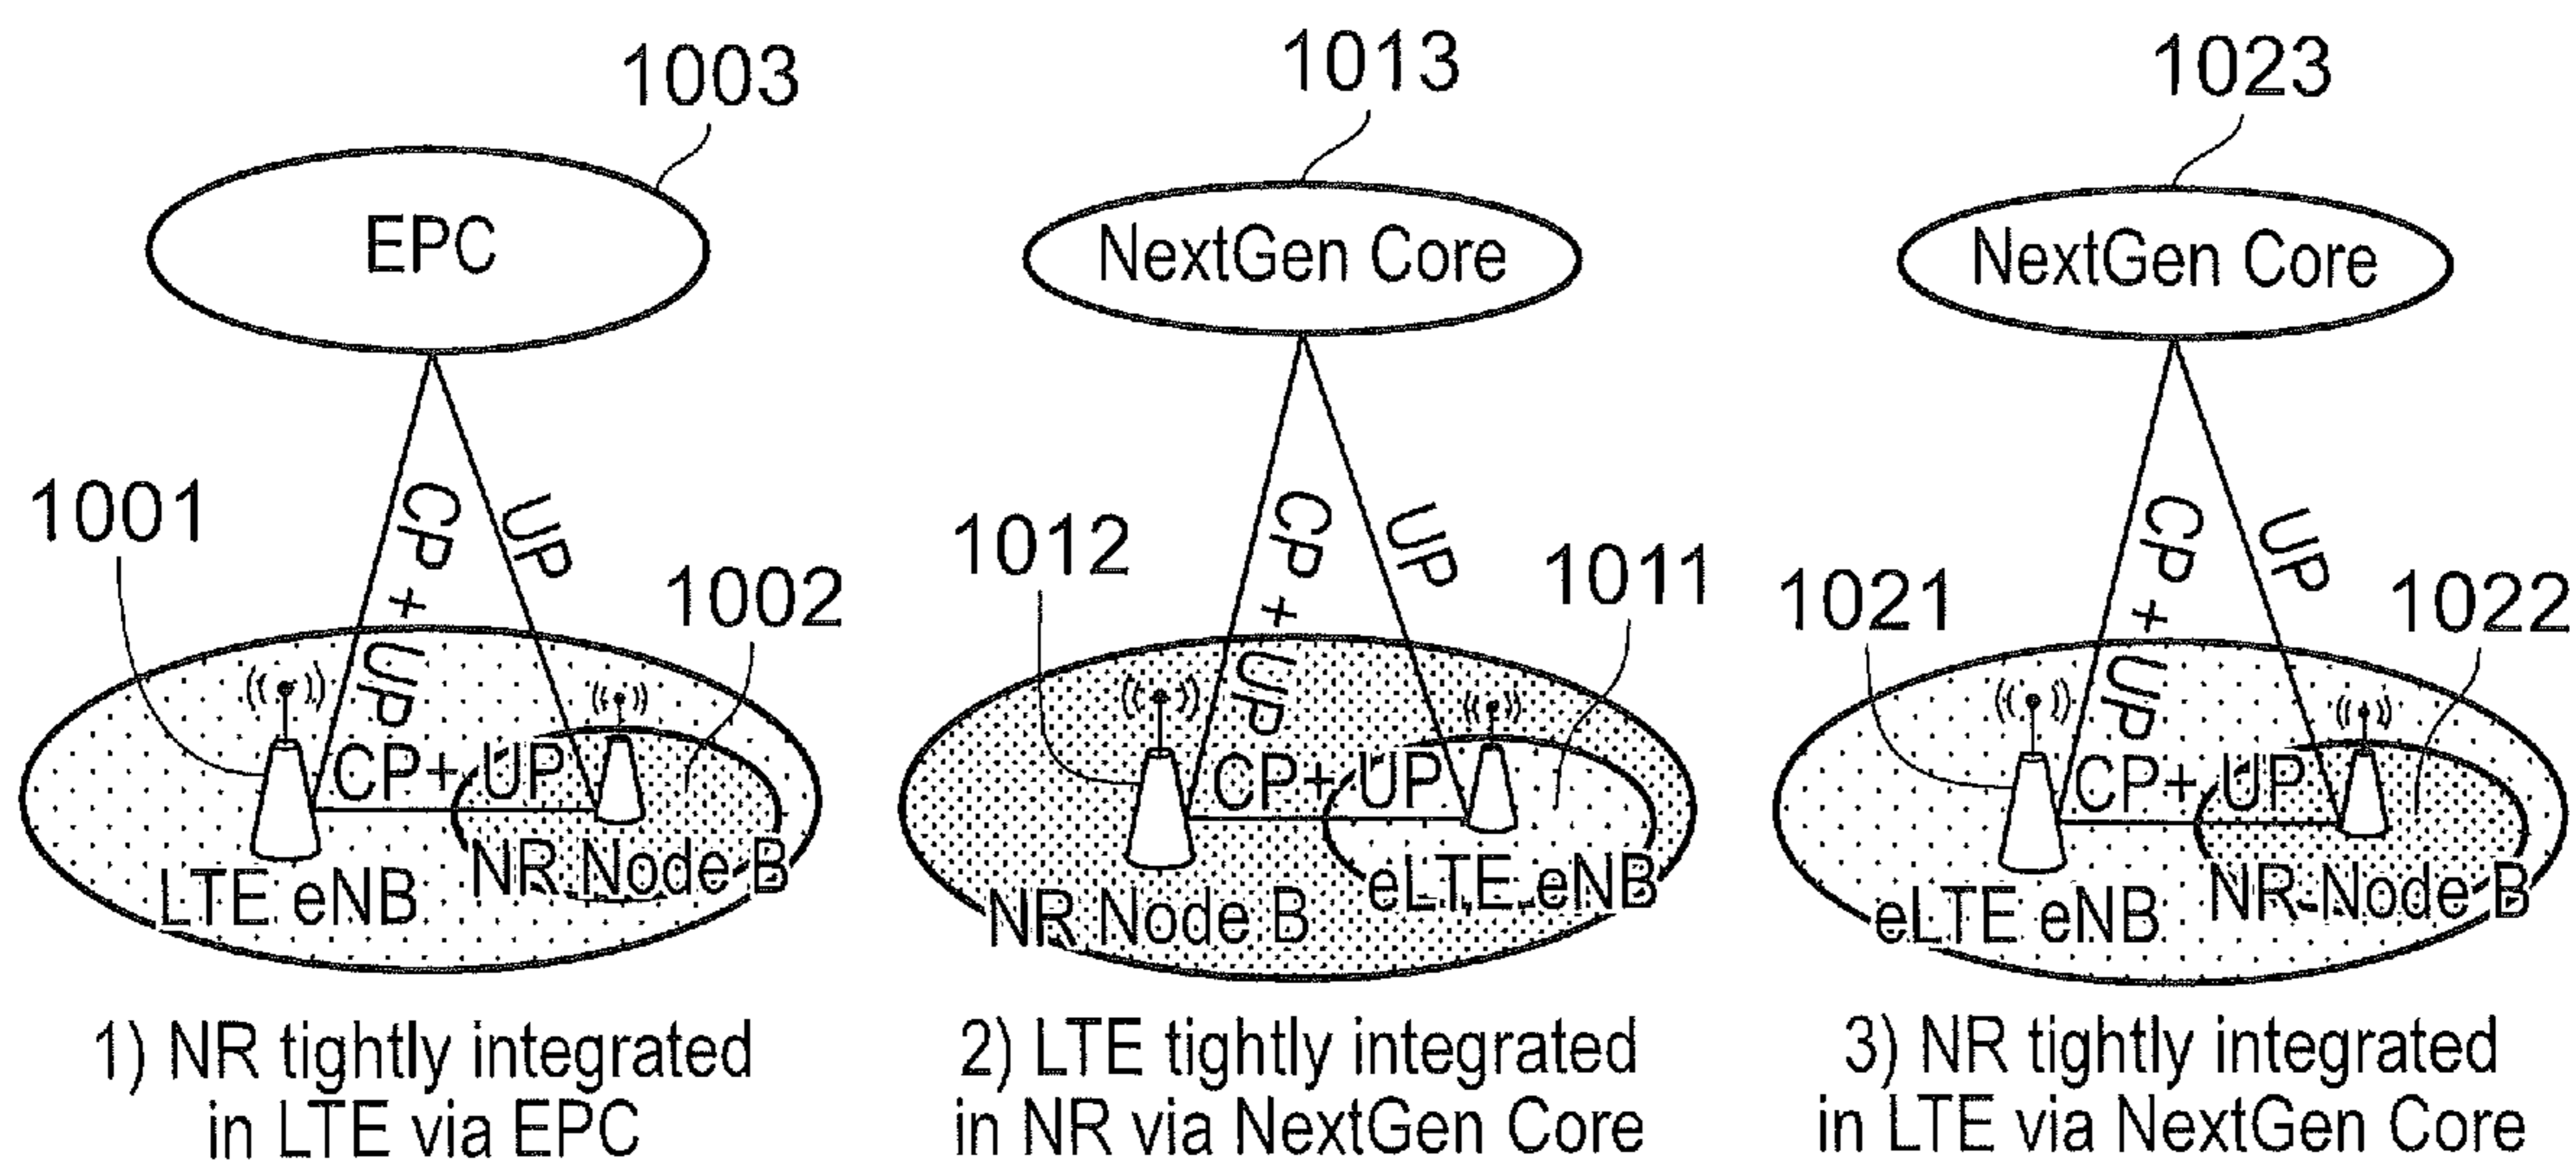 1003
EPC
CP + UP
UP
1001
1002
CP+ UP
LTE eNB
NR Node B
1) NR tightly integrated
in LTE via EPC
1013
NextGen Core
CP + UP
UP
1012
1011
CP+ UP
NR Node B
eLTE eNB
2) LTE tightly integrated
in NR via NextGen Core
1023
NextGen Core
CP + UP
UP
1021
1022
CP+ UP
eLTE eNB
NR Node B
3) NR tightly integrated
in LTE via NextGen Core